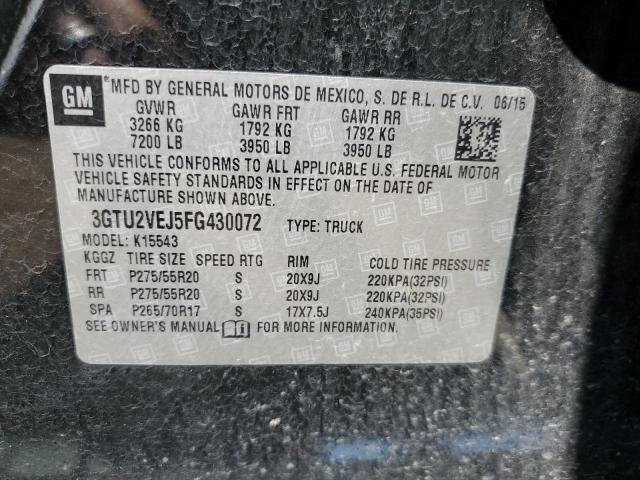 GM
MFD BY GENERAL MOTORS DE MEXICO, S. DE R.L. DE C.V. 06/15
GVWR GAWR FRT GAWR RR
3266 KG 1792 KG 1792 KG
7200 LB 3950 LB 3950 LB
THIS VEHICLE CONFORMS TO ALL APPLICABLE U.S. FEDERAL MOTOR
VEHICLE SAFETY STANDARDS IN EFFECT ON THE DATE OF
MANUFACTURE SHOWN ABOVE.
3GTU2VEJ5FG430072 TYPE: TRUCK
MODEL: K15543
KGGZ TIRE SIZE SPEED RTG RIM COLD TIRE PRESSURE
FRT P275/55R20 S 20X9J 220KPA(32PSI)
RR P275/55R20 S 20X9J 220KPA(32PSI)
SPA P265/70R17 S 17X7.5J 240KPA(35PSI)
SEE OWNER'S MANUAL FOR MORE INFORMATION.